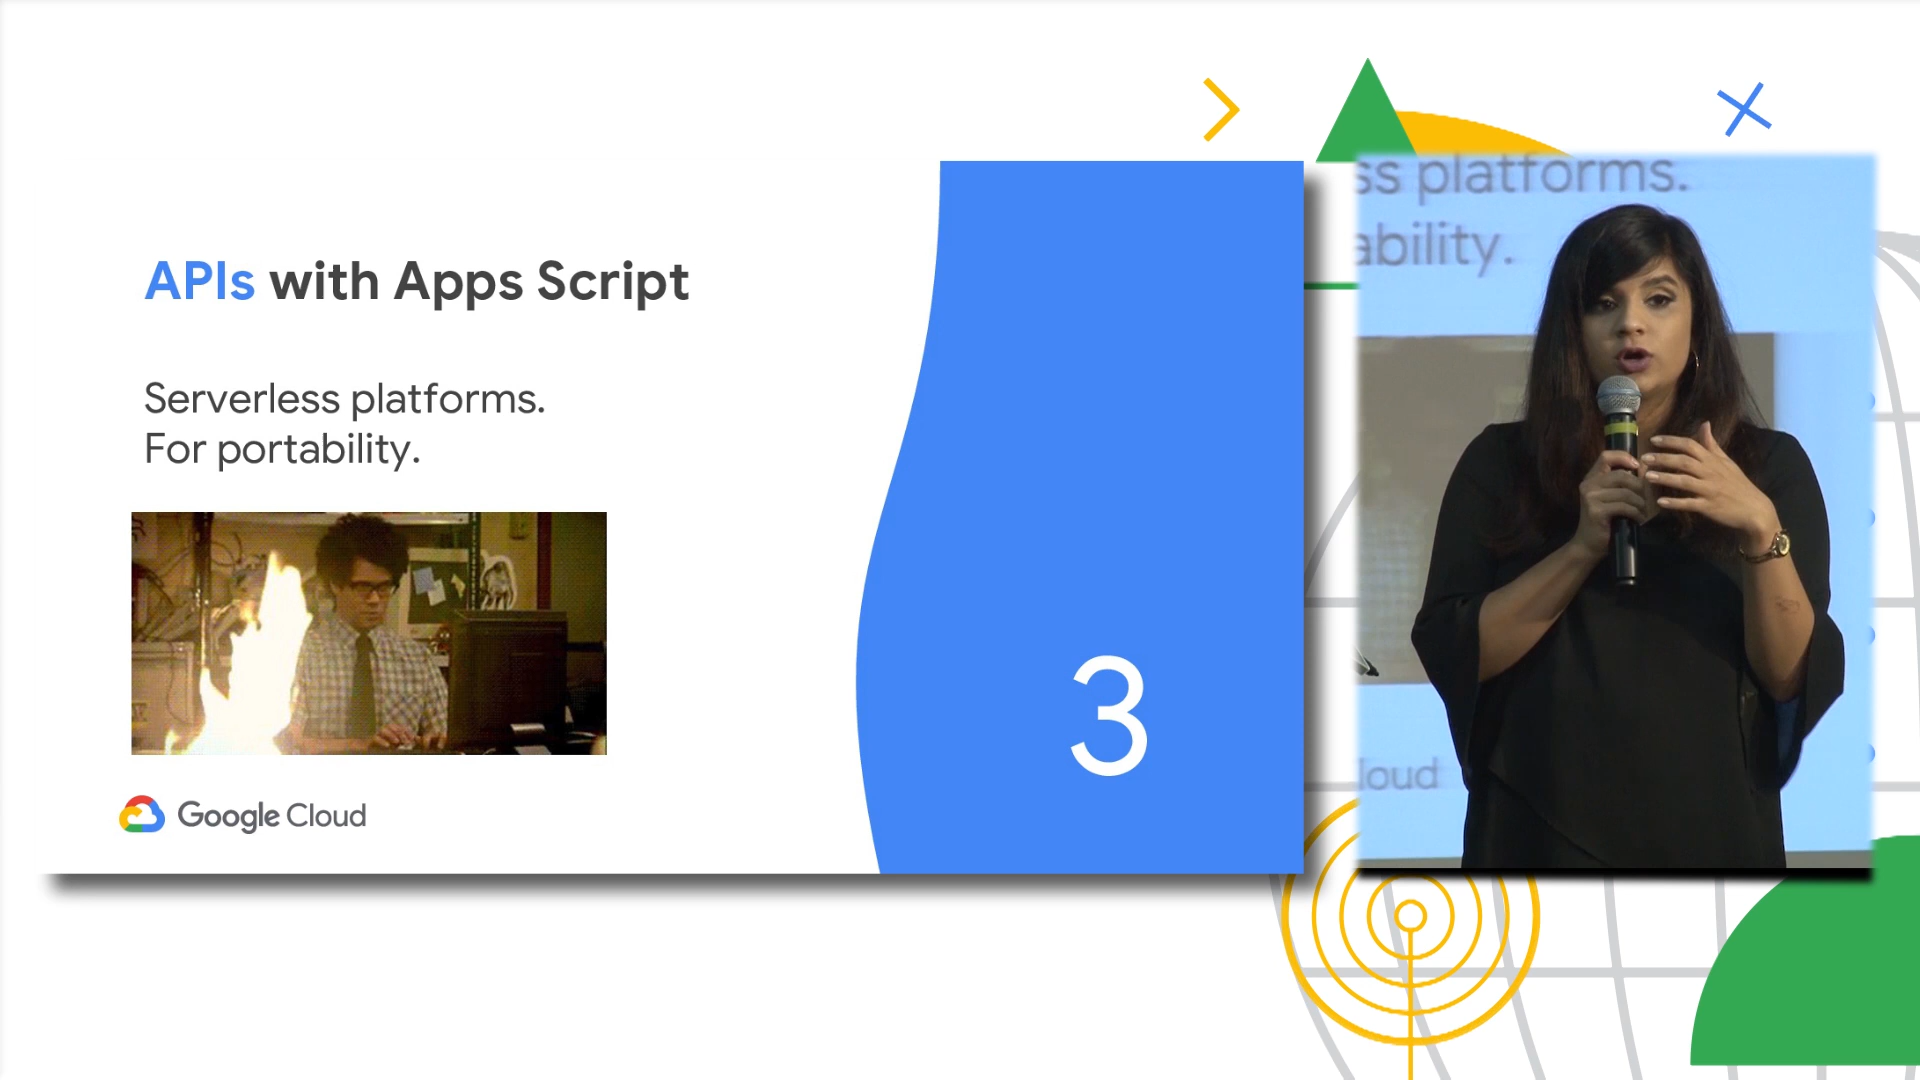 APIs with Apps Script
Serverless platforms.
For portability.
3
Google Cloud
ss platforms.
ability.
loud